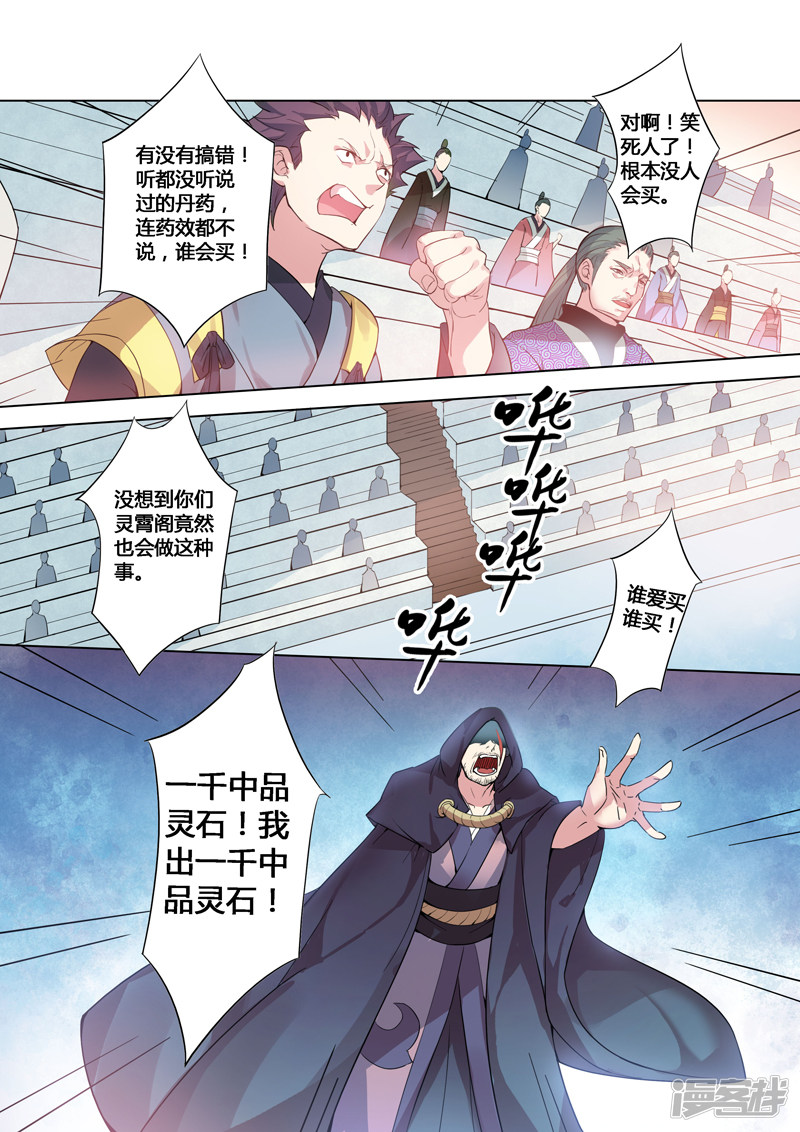 有没有搞错！
听都没听说
过的丹药，
连药效都不
说，谁会买！
对啊！笑
死人了！
根本没人
会买。
哗
哗
哗
哗
没想到你们
灵霄阁竟然
也会做这种
事。
谁爱买
谁买！
一千中品
灵石！我
出一千中
品灵石！
漫客栈